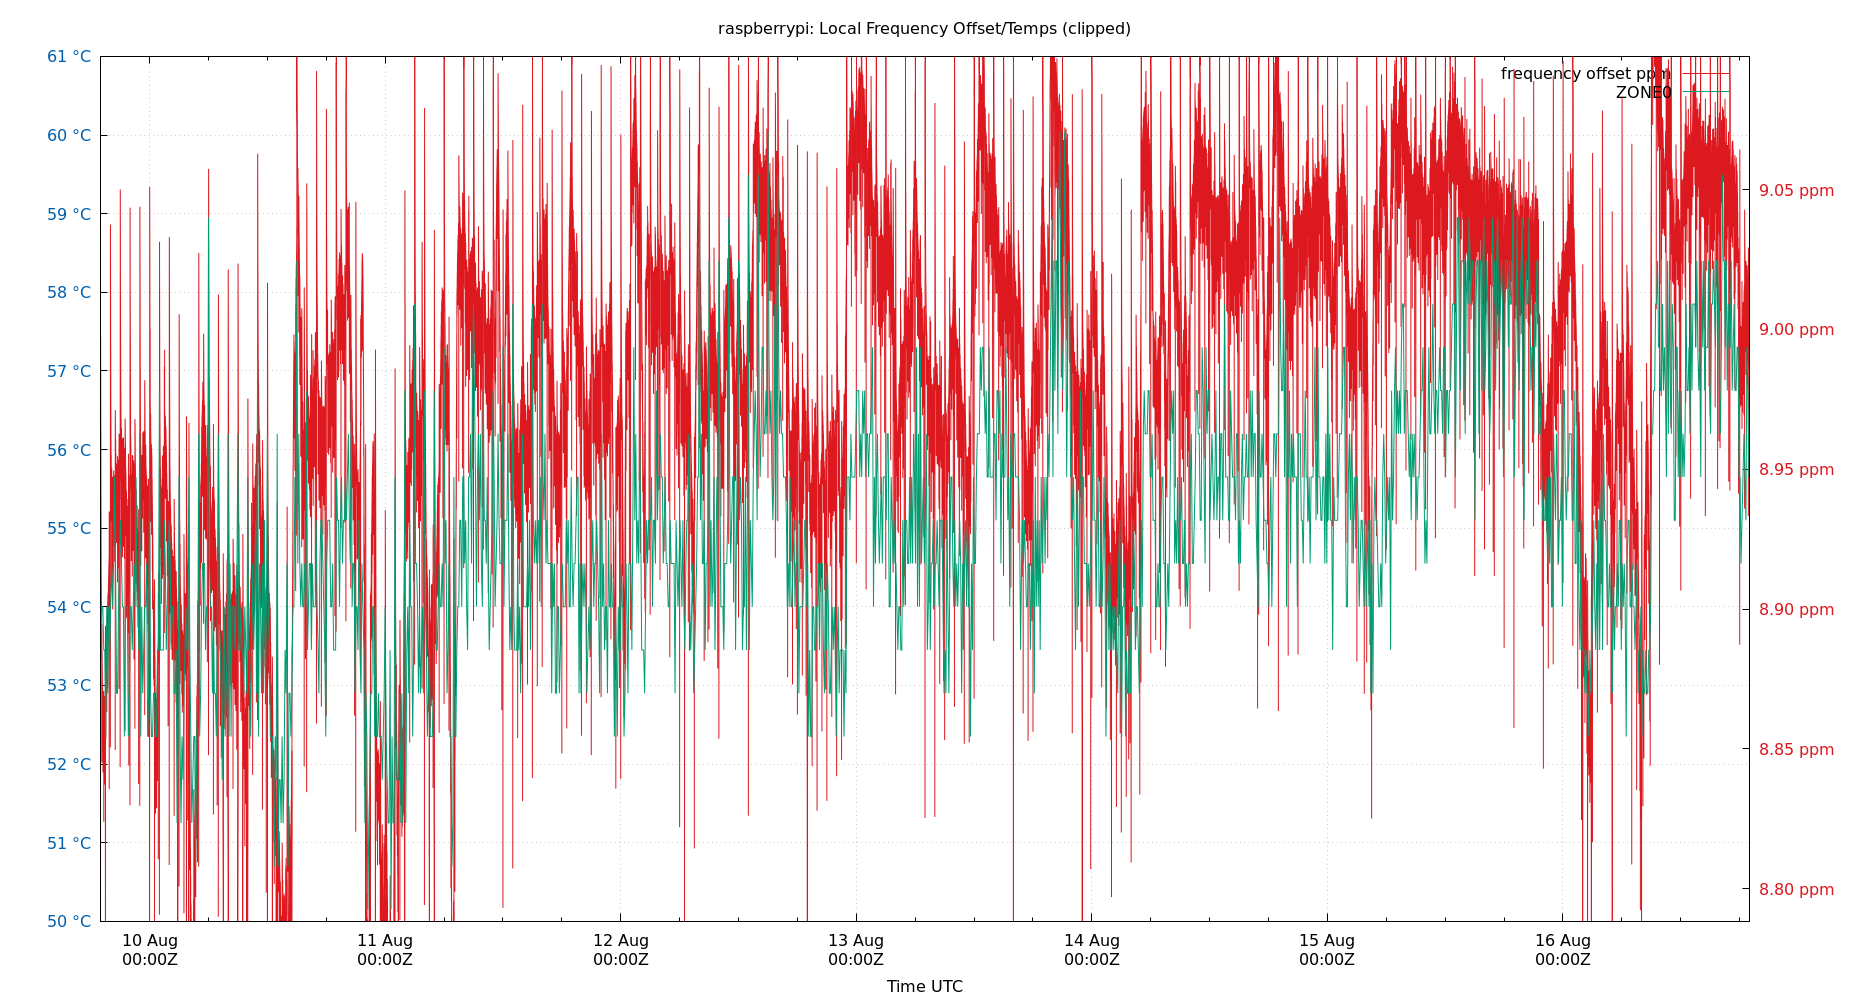 raspberrypi: Local Frequency Offset/Temps (clipped)
frequency offset ppm
ZONE0
61 °C
60 °C
59 °C
58 °C
57 °C
56 °C
55 °C
54 °C
53 °C
52 °C
51 °C
50 °C
9.05 ppm
9.00 ppm
8.95 ppm
8.90 ppm
8.85 ppm
8.80 ppm
10 Aug
00:00Z
11 Aug
00:00Z
12 Aug
00:00Z
13 Aug
00:00Z
14 Aug
00:00Z
15 Aug
00:00Z
16 Aug
00:00Z
Time UTC